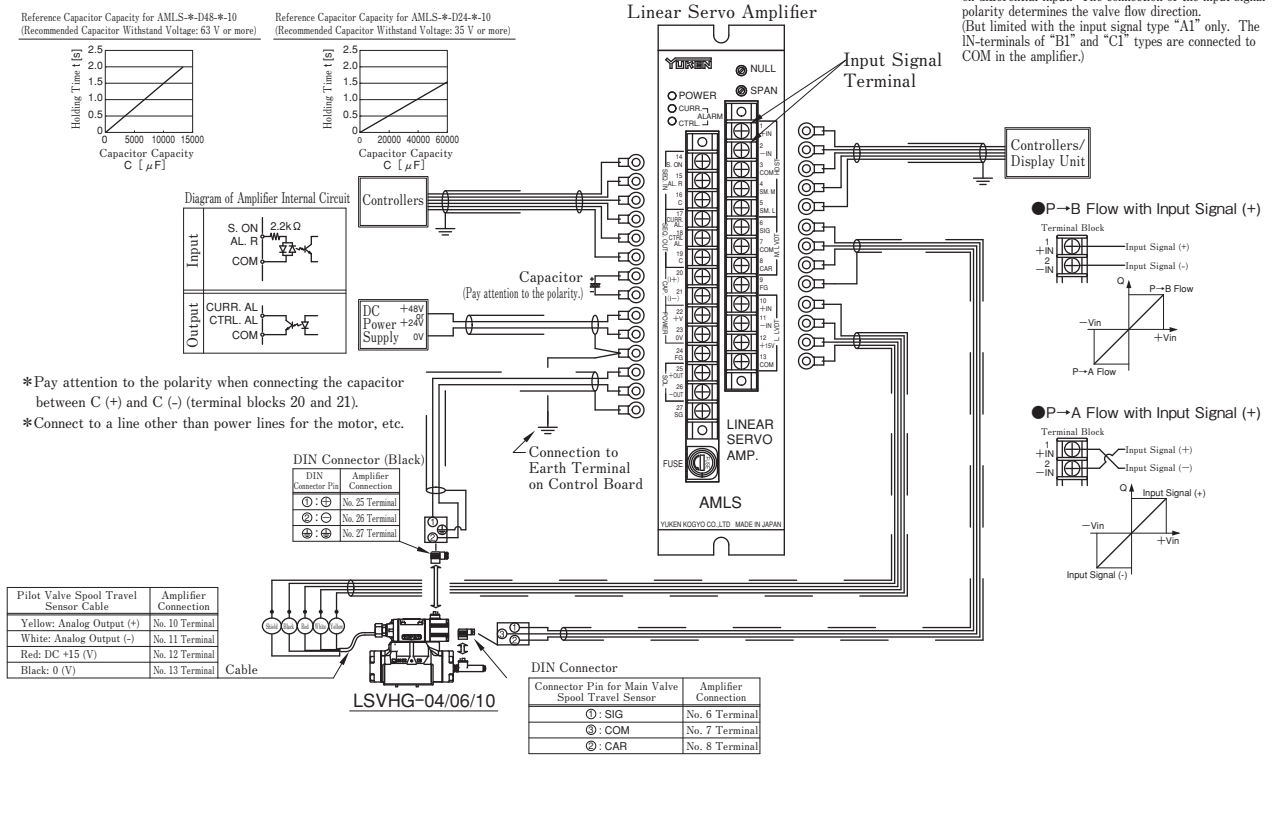 Reference Capacitor Capacity for AMLS-*-D48-*-10
(Recommended Capacitor Withstand Voltage: 63 V or more)
Holding Time t [s]
2.5
2.0
1.5
1.0
0.5
0
0 5000 10000 15000
Capacitor Capacity
C [ μF]
Reference Capacitor Capacity for AMLS-*-D24-*-10
(Recommended Capacitor Withstand Voltage: 35 V or more)
Holding Time t [s]
2.5
2.0
1.5
1.0
0.5
0
0 20000 40000 60000
Capacitor Capacity
C [ μF]
Linear Servo Amplifier
polarity determines the valve flow direction.
(But limited with the input signal type “A1” only. The
IN-terminals of “B1” and “C1” types are connected to
COM in the amplifier.)
Input Signal
Terminal
YUKEN
NULL
SPAN
POWER
CURR.
CTRL.
ALARM
14
S. ON
15
AL. R
16
C
17
CURR.
AL.
18
CTRL
AL.
19
C
20
(+)
21
(−)
22
+V
23
0V
24
FG
25
+OUT
26
−OUT
27
SG
SEQ IN
SEQ OUT
CAP.
POWER
SOL
1
+IN
2
−IN
3
COM
4
SM. M
5
SM. L
6
SIG
7
COM
8
CAR
9
FG
10
+IN
11
−IN
12
+15V
13
COM
HOST
M. LVDT
L. LVDT
LINEAR
SERVO
AMP.
FUSE
AMLS
YUKEN KOGYO CO.,LTD MADE IN JAPAN
Controllers/
Display Unit
Diagram of Amplifier Internal Circuit
Input
S. ON
2.2kΩ
AL. R
COM
Output
CURR. AL
CTRL. AL
COM
Controllers
Capacitor
(Pay attention to the polarity.)
DC
Power
Supply
+48V
or
+24V
0V
*Pay attention to the polarity when connecting the capacitor
between C (+) and C (-) (terminal blocks 20 and 21).
*Connect to a line other than power lines for the motor, etc.
Connection to
Earth Terminal
on Control Board
●P→B Flow with Input Signal (+)
Terminal Block
1
+IN
2
−IN
Input Signal (+)
Input Signal (-)
Q
P→B Flow
−Vin
+Vin
P→A Flow
●P→A Flow with Input Signal (+)
Terminal Block
1
+IN
2
−IN
Input Signal (+)
Input Signal (−)
Q
Input Signal (+)
−Vin
+Vin
Input Signal (-)
DIN Connector (Black)
DIN
Connector Pin
Amplifier
Connection
①:⊕ No. 25 Terminal
②:⊖ No. 26 Terminal
⏚:⏚ No. 27 Terminal
①
②
Pilot Valve Spool Travel
Sensor Cable
Amplifier
Connection
Yellow: Analog Output (+) No. 10 Terminal
White: Analog Output (-) No. 11 Terminal
Red: DC +15 (V) No. 12 Terminal
Black: 0 (V) No. 13 Terminal
Shield Black Red White Yellow
Cable
LSVHG-04/06/10
①
③
②
DIN Connector
Connector Pin for Main Valve
Spool Travel Sensor
Amplifier
Connection
①: SIG No. 6 Terminal
③: COM No. 7 Terminal
②: CAR No. 8 Terminal